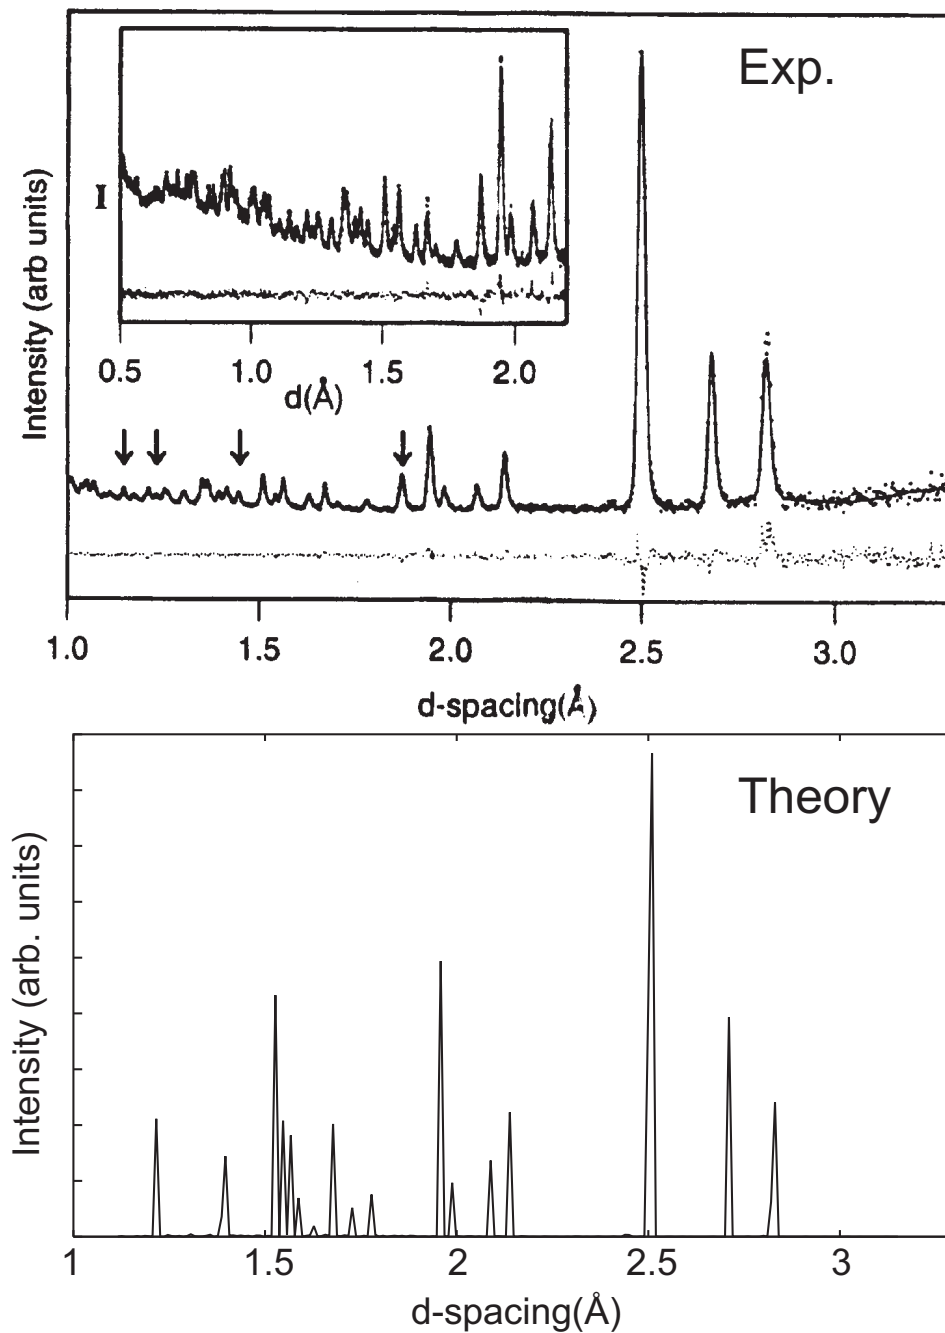 Exp.
Intensity (arb units)
I
0.5 1.0 1.5 2.0
d(Å)
1.0 1.5 2.0 2.5 3.0
d-spacing(Å)
Theory
Intensity (arb. units)
1 1.5 2 2.5 3
d-spacing(Å)